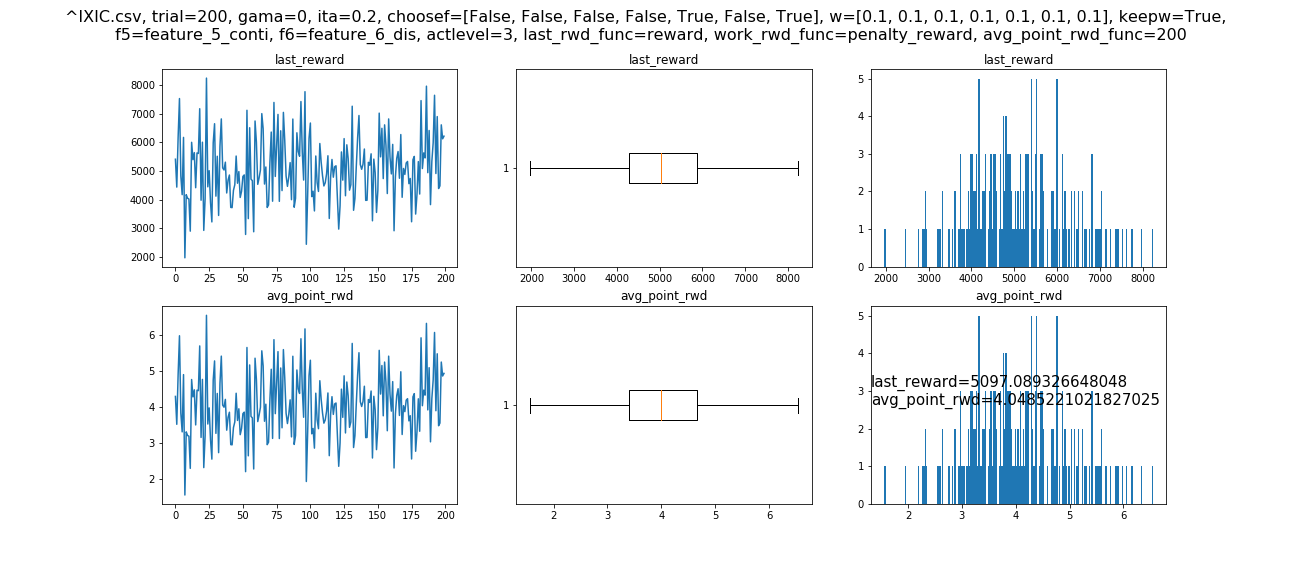 ^IXIC.csv, trial=200, gama=0, ita=0.2, choosef=[False, False, False, False, True, False, True], w=[0.1, 0.1, 0.1, 0.1, 0.1, 0.1, 0.1], keepw=True,
f5=feature_5_conti, f6=feature_6_dis, actlevel=3, last_rwd_func=reward, work_rwd_func=penalty_reward, avg_point_rwd_func=200
last_reward
8000
7000
6000
5000
4000
3000
2000
0 25 50 75 100 125 150 175 200
last_reward
1
2000 3000 4000 5000 6000 7000 8000
last_reward
5
4
3
2
1
0
2000 3000 4000 5000 6000 7000 8000
avg_point_rwd
6
5
4
3
2
0 25 50 75 100 125 150 175 200
avg_point_rwd
1
2 3 4 5 6
avg_point_rwd
5
4
3
2
1
0
last_reward=5097.089326648048
avg_point_rwd=4.0485221021827025
2 3 4 5 6